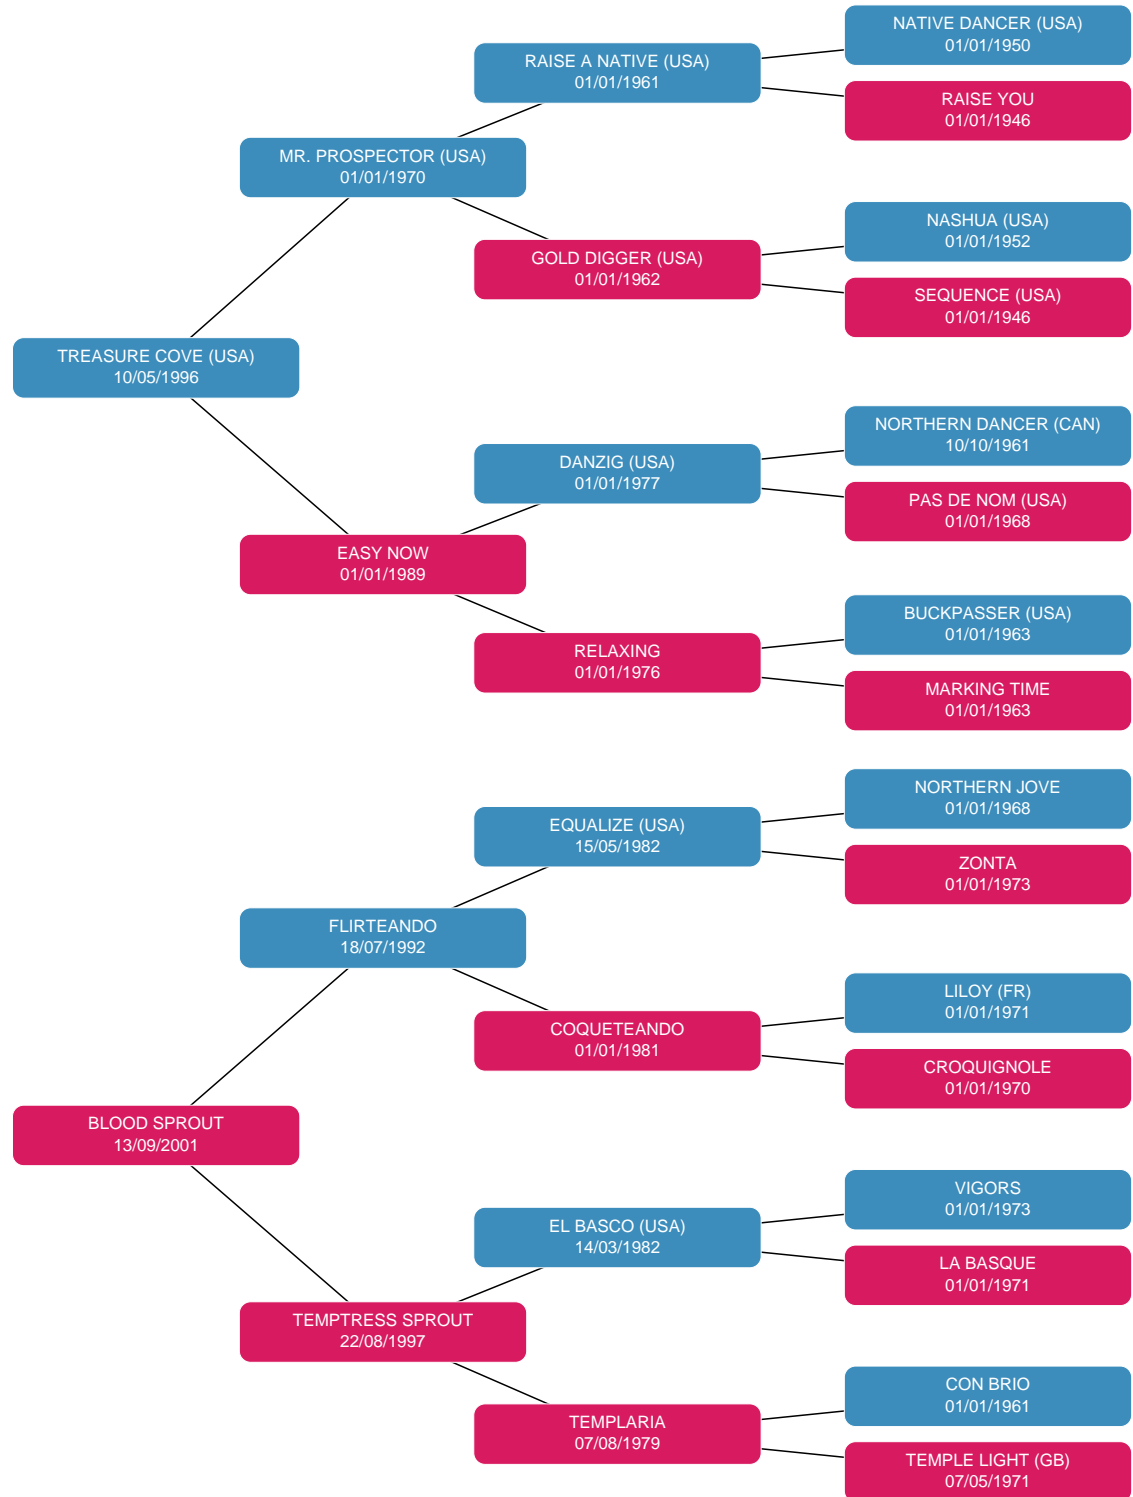 NATIVE DANCER (USA)
01/01/1950
RAISE A NATIVE (USA)
01/01/1961
RAISE YOU
01/01/1946
MR. PROSPECTOR (USA)
01/01/1970
NASHUA (USA)
01/01/1952
GOLD DIGGER (USA)
01/01/1962
SEQUENCE (USA)
01/01/1946
TREASURE COVE (USA)
10/05/1996
NORTHERN DANCER (CAN)
10/10/1961
DANZIG (USA)
01/01/1977
PAS DE NOM (USA)
01/01/1968
EASY NOW
01/01/1989
BUCKPASSER (USA)
01/01/1963
RELAXING
01/01/1976
MARKING TIME
01/01/1963
NORTHERN JOVE
01/01/1968
EQUALIZE (USA)
15/05/1982
ZONTA
01/01/1973
FLIRTEANDO
18/07/1992
LILOY (FR)
01/01/1971
COQUETEANDO
01/01/1981
CROQUIGNOLE
01/01/1970
BLOOD SPROUT
13/09/2001
VIGORS
01/01/1973
EL BASCO (USA)
14/03/1982
LA BASQUE
01/01/1971
TEMPTRESS SPROUT
22/08/1997
CON BRIO
01/01/1961
TEMPLARIA
07/08/1979
TEMPLE LIGHT (GB)
07/05/1971